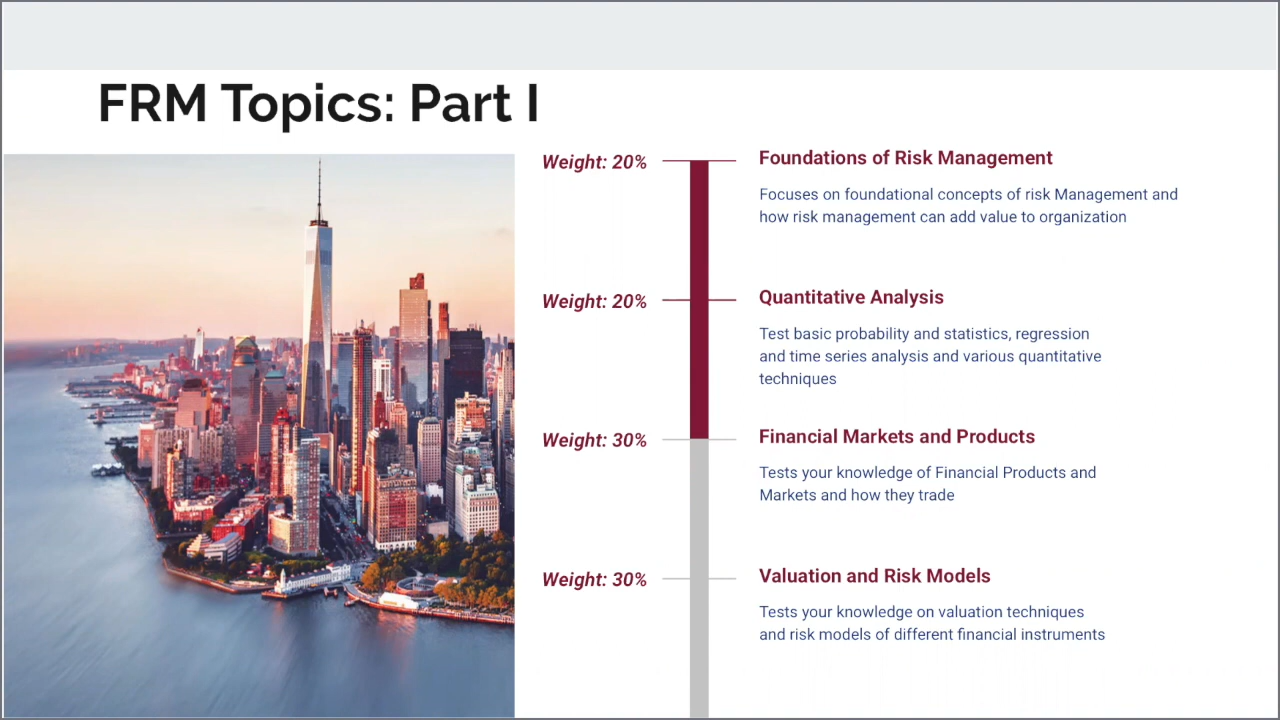 FRM Topics: Part I
Weight: 20%
Foundations of Risk Management
Focuses on foundational concepts of risk Management and
how risk management can add value to organization
Weight: 20%
Quantitative Analysis
Test basic probability and statistics, regression
and time series analysis and various quantitative
techniques
Weight: 30%
Financial Markets and Products
Tests your knowledge of Financial Products and
Markets and how they trade
Weight: 30%
Valuation and Risk Models
Tests your knowledge on valuation techniques
and risk models of different financial instruments